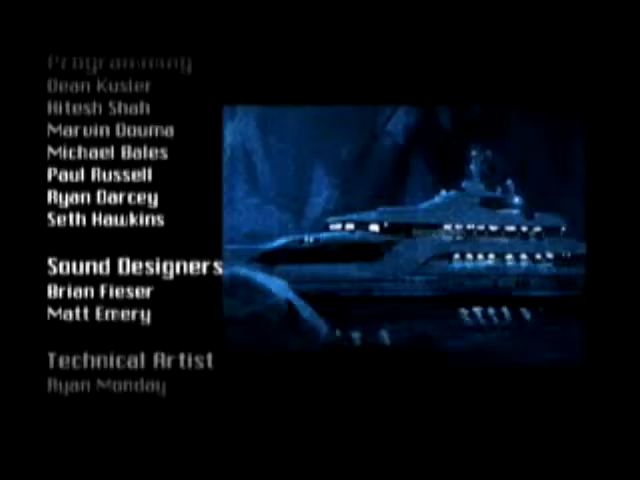 Programming
Dean Kusler
Hitesh Shah
Marvin Douma
Michael Bales
Paul Russell
Ryan Darcey
Seth Hawkins
Sound Designers
Brian Fieser
Matt Emery
Technical Artist
Ryan Monday